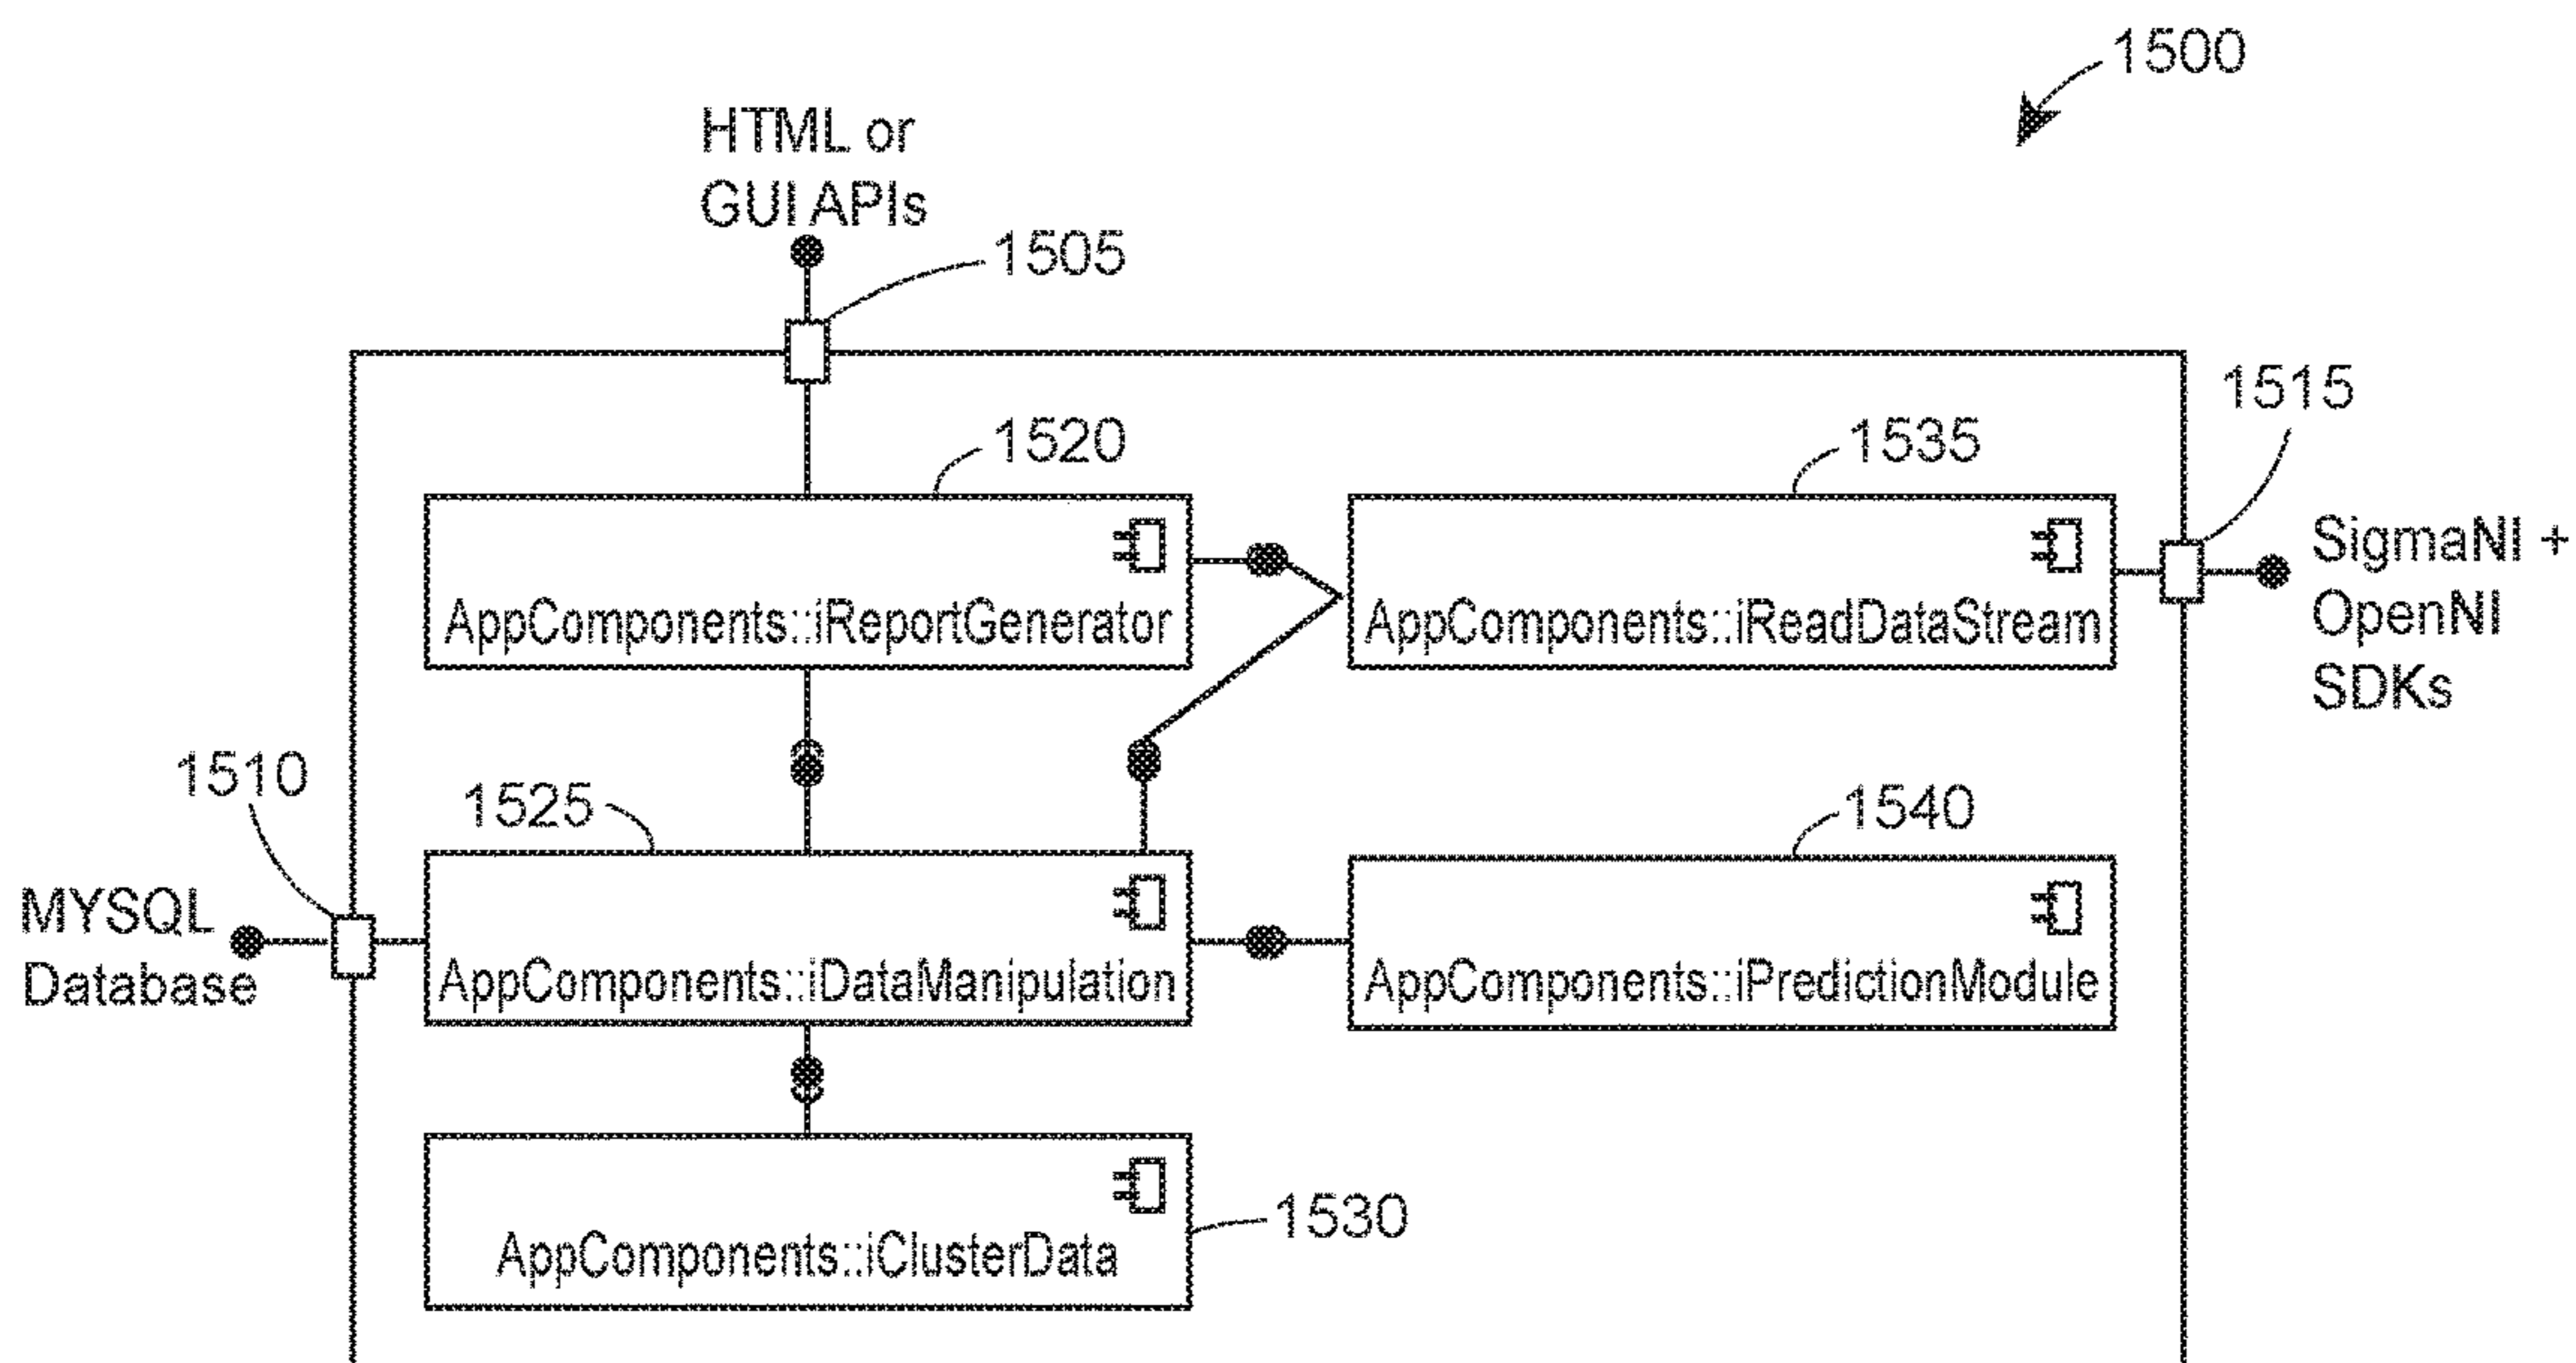 1500
HTML or
GUI APIs
1505
1515
1520
1535
SigmaNI +
OpenNI
SDKs
AppComponents::iReportGenerator
AppComponents::iReadDataStream
1510
1525
1540
MYSQL
Database
AppComponents::iDataManipulation
AppComponents::iPredictionModule
1530
AppComponents::iClusterData